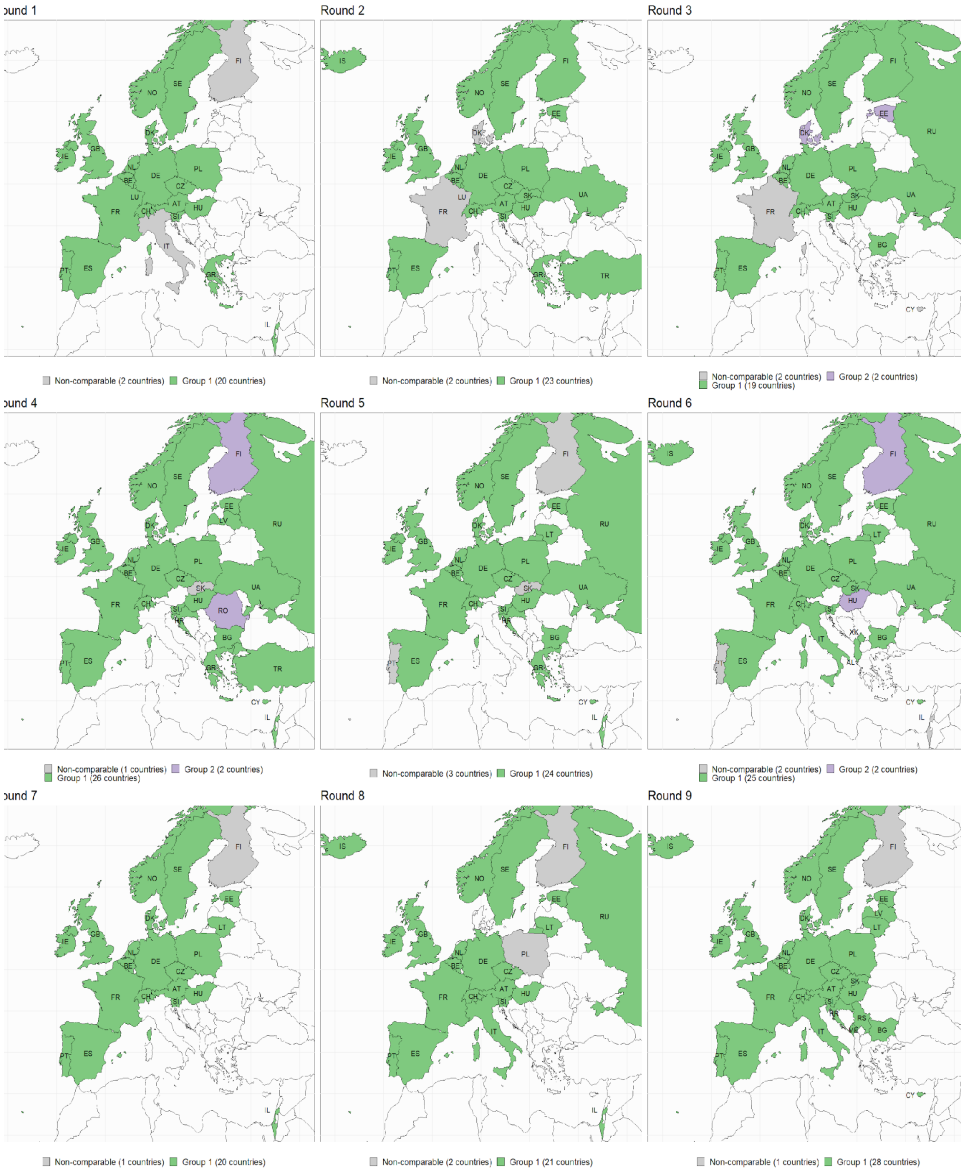 ound 1
FI
NO
SE
DK
IE
GB
NL
BE
DE
PL
LU
CZ
FR
CH
AT
HU
SI
IT
PT
ES
GR
IL
Non-comparable (2 countries) Group 1 (20 countries)
Round 2
IS
FI
NO
SE
EE
DK
IE
GB
NL
BE
DE
PL
LU
CZ
SK
UA
FR
CH
AT
HU
SI
PT
ES
GR
TR
Non-comparable (2 countries) Group 1 (23 countries)
Round 3
FI
NO
SE
EE
DK
RU
IE
GB
NL
BE
DE
PL
SK
UA
FR
CH
AT
HU
SI
BG
PT
ES
CY
Non-comparable (2 countries) Group 2 (2 countries)
Group 1 (19 countries)
Round 4
FI
NO
SE
EE
LV
DK
RU
IE
GB
NL
BE
DE
PL
CZ
SK
UA
FR
CH
HU
SI
RO
HR
BG
PT
ES
GR
TR
CY
IL
Non-comparable (1 countries) Group 2 (2 countries)
Group 1 (26 countries)
Round 5
FI
NO
SE
EE
DK
LT
RU
IE
GB
NL
BE
DE
PL
CZ
SK
UA
FR
CH
HU
SI
HR
BG
PT
ES
GR
CY
IL
Non-comparable (3 countries) Group 1 (24 countries)
Round 6
IS
FI
NO
SE
EE
DK
LT
RU
IE
GB
NL
BE
DE
PL
CZ
SK
UA
FR
CH
HU
SI
IT
XK
BG
PT
ES
AL
CY
IL
Non-comparable (2 countries) Group 2 (2 countries)
Group 1 (25 countries)
ound 7
FI
NO
SE
EE
DK
LT
IE
GB
NL
BE
DE
PL
CZ
FR
CH
AT
HU
SI
PT
ES
IL
Non-comparable (1 countries) Group 1 (20 countries)
Round 8
IS
FI
NO
SE
EE
LT
RU
IE
GB
NL
BE
DE
PL
CZ
FR
CH
AT
HU
SI
IT
PT
ES
IL
Non-comparable (2 countries) Group 1 (21 countries)
Round 9
IS
FI
NO
SE
EE
LV
DK
LT
IE
GB
NL
BE
DE
PL
CZ
SK
FR
CH
AT
HU
SI
HR
RS
IT
ME
BG
PT
ES
CY
Non-comparable (1 countries) Group 1 (28 countries)